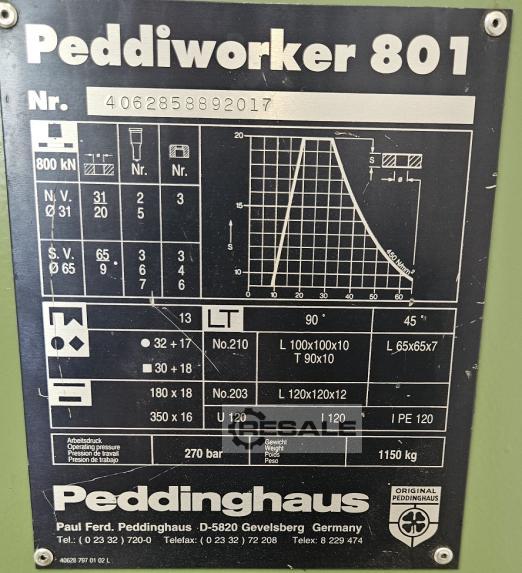 Peddiworker 801
Nr. 4062858892017
800 kN Nr. Nr.
N.V. 31 2 3
Ø 31 20 5
S.V. 65 3 3
Ø 65 9 6 4
7 6
20
15
10
S
S
450 N/mm²
10 20 30 40 50 60
13 LT 90° 45°
32 + 17 No.210 L 100x100x10 L 65x65x7
T 90x10
30 + 18
180 x 18 No.203 L 120x120x12
350 x 16 U 120 I 120 I PE 120
RESALE
Arbeitsdruck
Operating pressure
Pression de travail
Presion de trabajo
270 bar
Gewicht
Weight
Poids
Peso
1150 kg
Peddinghaus
ORIGINAL
PEDDINGHAUS
Paul Ferd. Peddinghaus D-5820 Gevelsberg Germany
Tel.: ( 0 23 32 ) 720-0 Telefax: ( 0 23 32 ) 72 208 Telex: 8 229 474
40628 797 01 02 L